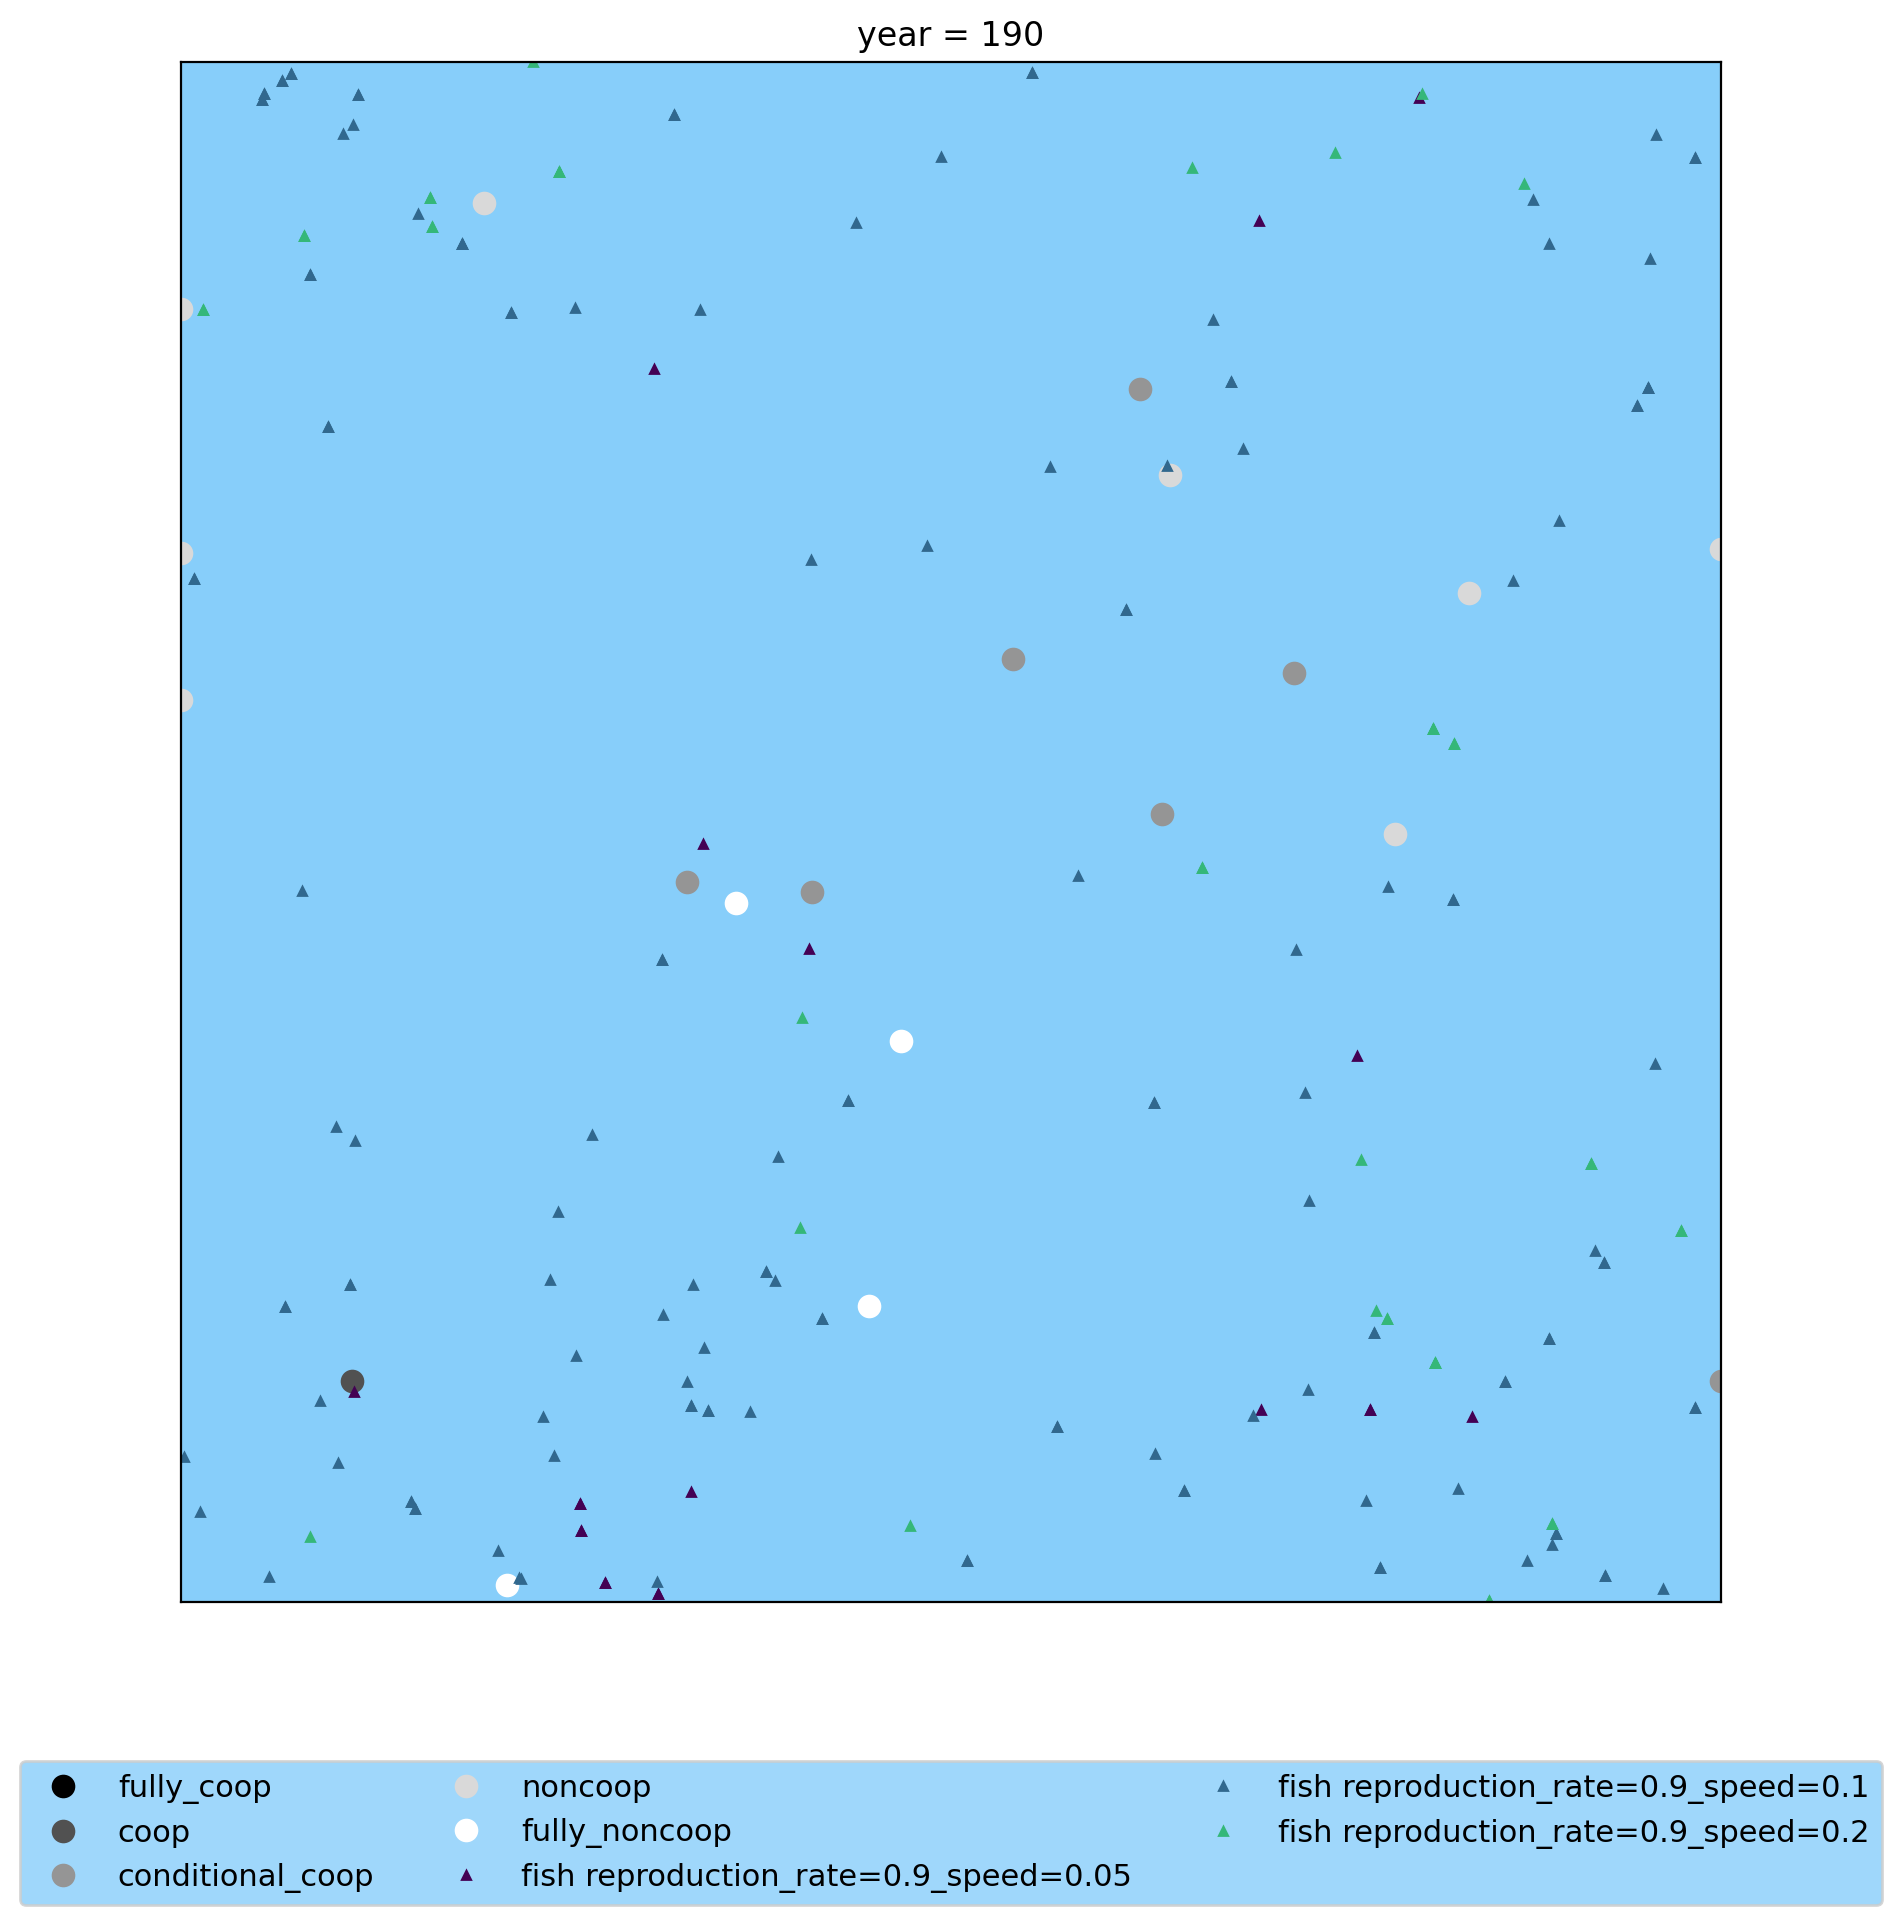 year = 190
fully_coop
coop
conditional_coop
noncoop
fully_noncoop
fish reproduction_rate=0.9_speed=0.05
fish reproduction_rate=0.9_speed=0.1
fish reproduction_rate=0.9_speed=0.2